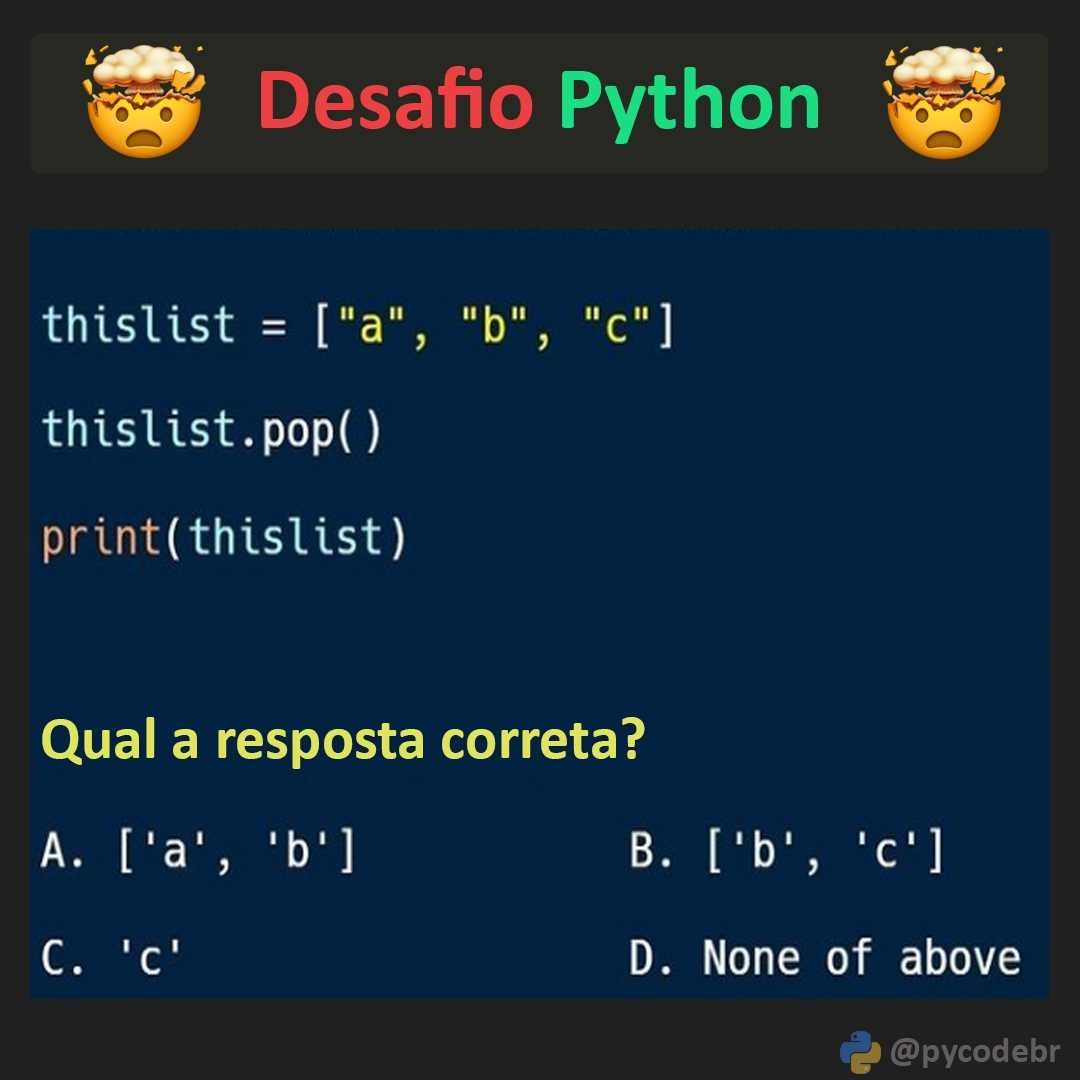 Desafio Python
thislist = ["a", "b", "c"]
thislist.pop()
print(thislist)
Qual a resposta correta?
A. ['a', 'b']
B. ['b', 'c']
C. 'c'
D. None of above
@pycodebr